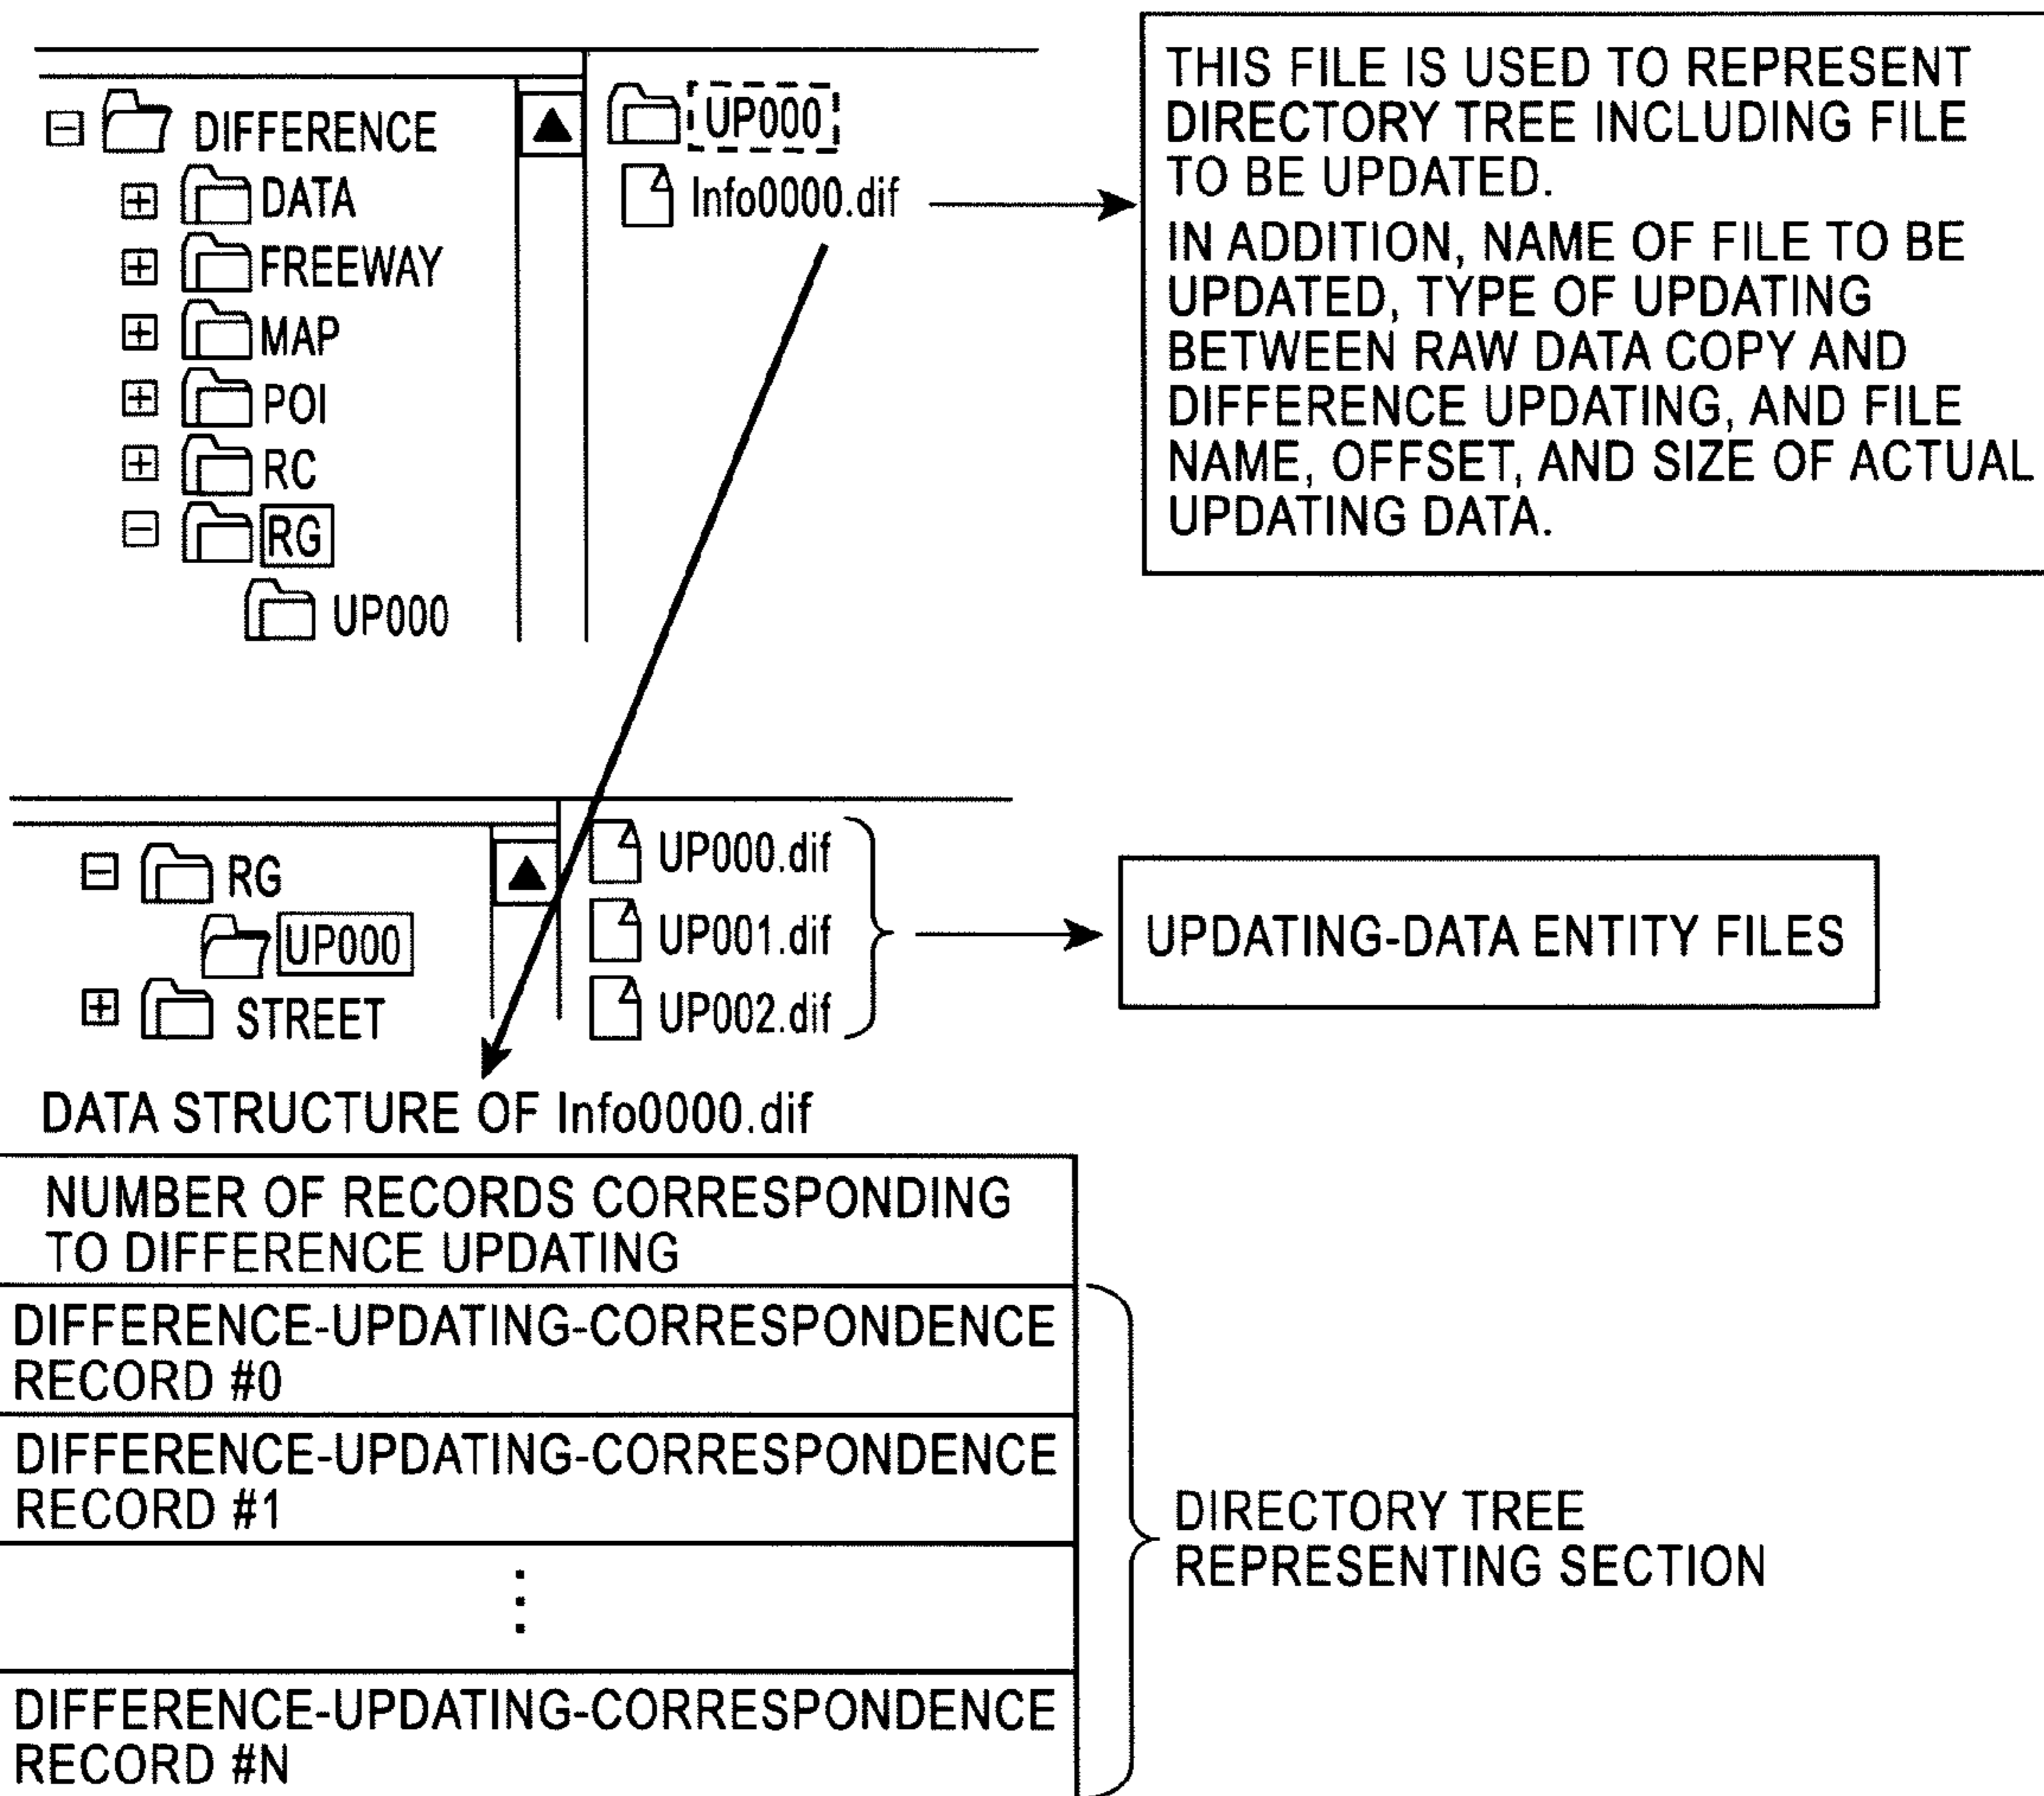 DIFFERENCE
DATA
FREEWAY
MAP
POI
RC
RG
UP000
UP000
Info0000.dif
THIS FILE IS USED TO REPRESENT
DIRECTORY TREE INCLUDING FILE
TO BE UPDATED.
IN ADDITION, NAME OF FILE TO BE
UPDATED, TYPE OF UPDATING
BETWEEN RAW DATA COPY AND
DIFFERENCE UPDATING, AND FILE
NAME, OFFSET, AND SIZE OF ACTUAL
UPDATING DATA.
RG
UP000
STREET
UP000.dif
UP001.dif
UP002.dif
UPDATING-DATA ENTITY FILES
DATA STRUCTURE OF Info0000.dif
NUMBER OF RECORDS CORRESPONDING
TO DIFFERENCE UPDATING
DIFFERENCE-UPDATING-CORRESPONDENCE
RECORD #0
DIFFERENCE-UPDATING-CORRESPONDENCE
RECORD #1
DIFFERENCE-UPDATING-CORRESPONDENCE
RECORD #N
DIRECTORY TREE
REPRESENTING SECTION